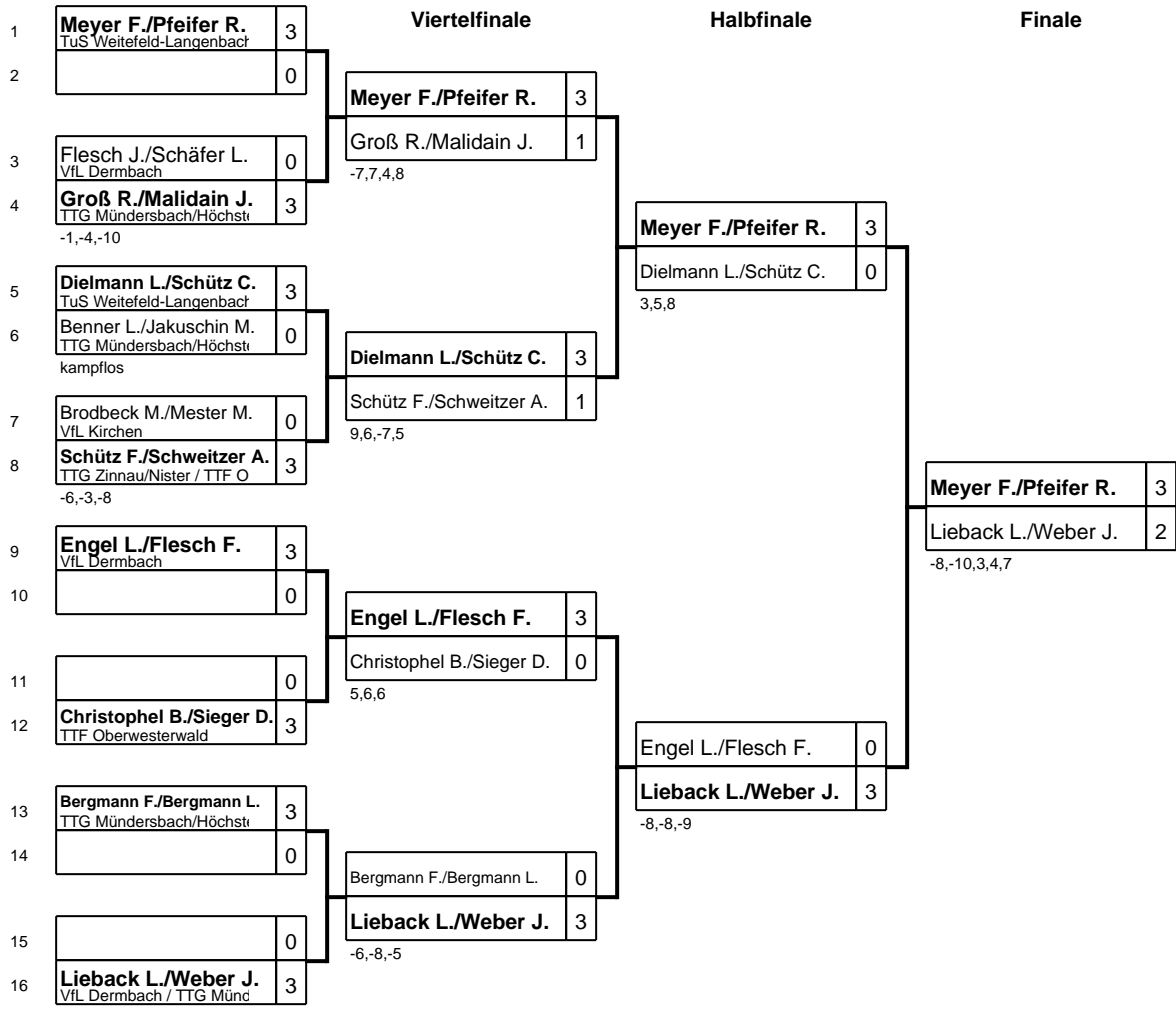 Viertelfinale
Halbfinale
Finale
1
Meyer F./Pfeifer R.
3
TuS Weitefeld-Langenbach
2
0
3
Flesch J./Schäfer L.
0
VfL Dermbach
4
Groß R./Malidain J.
3
TTG Mündersbach/Höchste
-1,-4,-10
5
Dielmann L./Schütz C.
3
TuS Weitefeld-Langenbach
6
Benner L./Jakuschin M.
0
TTG Mündersbach/Höchste
kampflos
7
Brodbeck M./Mester M.
0
VfL Kirchen
8
Schütz F./Schweitzer A.
3
TTG Zinnau/Nister / TTF O
-6,-3,-8
9
Engel L./Flesch F.
3
VfL Dermbach
10
0
11
0
12
Christophel B./Sieger D.
3
TTF Oberwesterwald
13
Bergmann F./Bergmann L.
3
TTG Mündersbach/Höchste
14
0
15
0
16
Lieback L./Weber J.
3
VfL Dermbach / TTG Münd
Meyer F./Pfeifer R.
3
Groß R./Malidain J.
1
-7,7,4,8
Dielmann L./Schütz C.
3
Schütz F./Schweitzer A.
1
9,6,-7,5
Engel L./Flesch F.
3
Christophel B./Sieger D.
0
5,6,6
Bergmann F./Bergmann L.
0
Lieback L./Weber J.
3
-6,-8,-5
Meyer F./Pfeifer R.
3
Dielmann L./Schütz C.
0
3,5,8
Engel L./Flesch F.
0
Lieback L./Weber J.
3
-8,-8,-9
Meyer F./Pfeifer R.
3
Lieback L./Weber J.
2
-8,-10,3,4,7